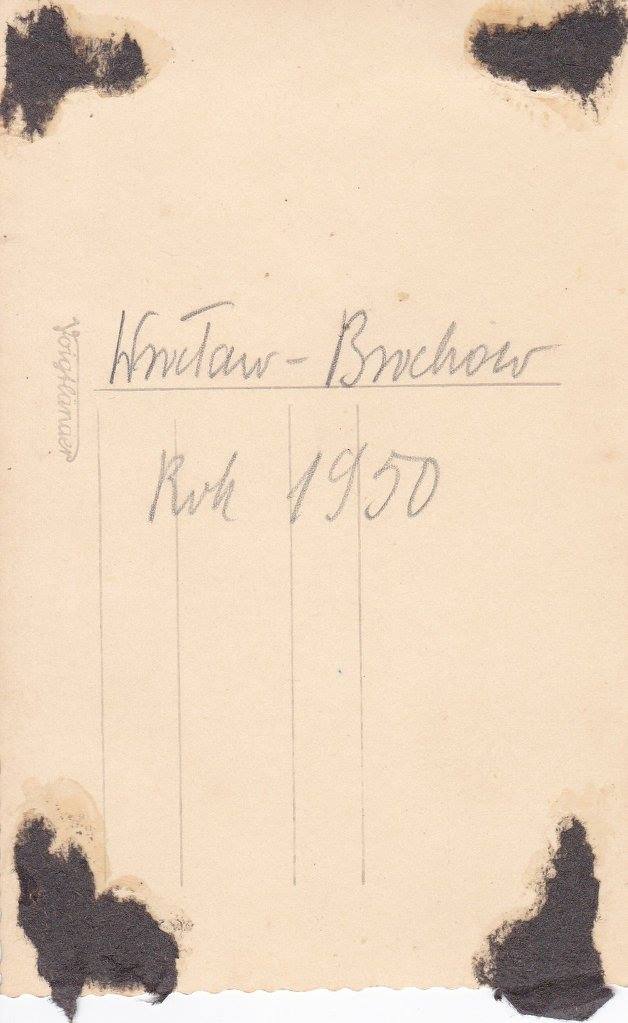 Voigtländer
Wrocław - Brochów
Rok 1950